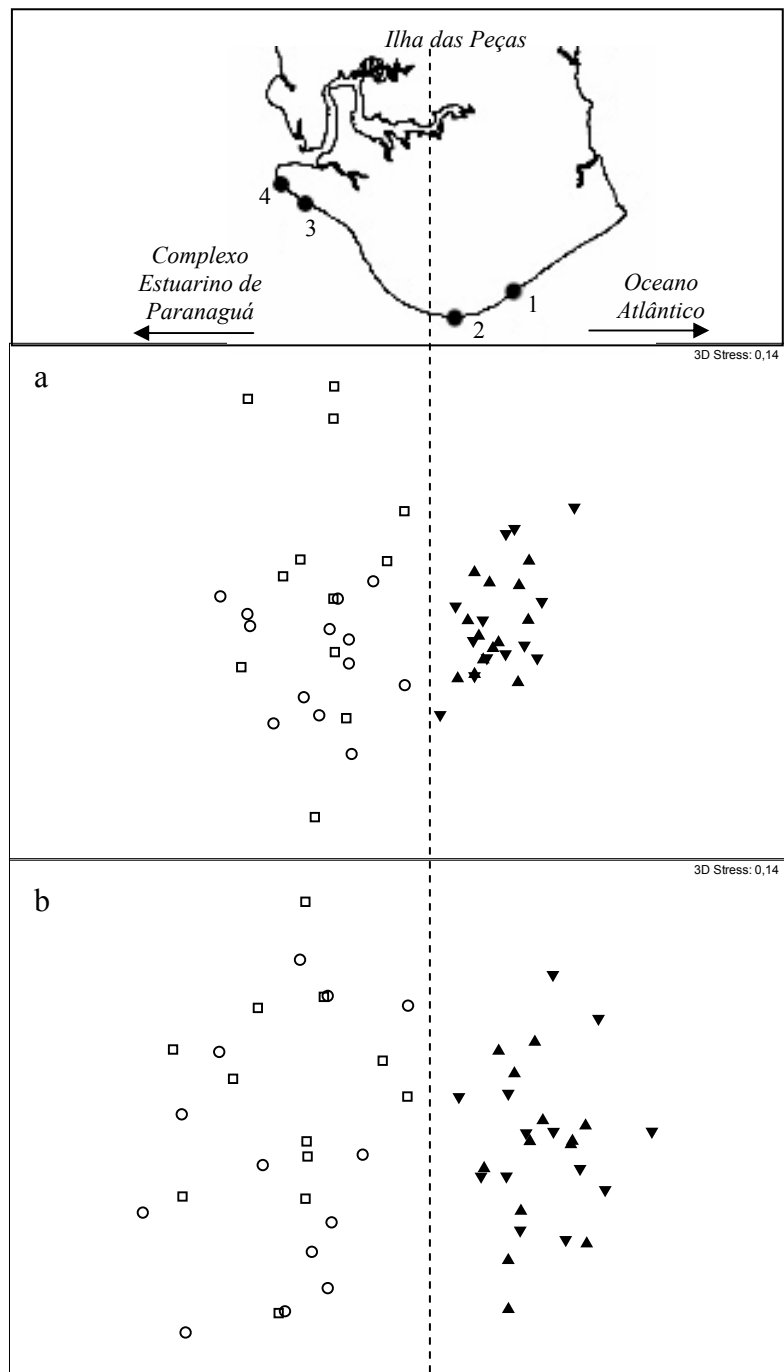 Ilha das Peças
4
3
Complexo
Estuarino de
Paranaguá
1
Oceano
Atlântico
2
3D Stress: 0,14
a
3D Stress: 0,14
b